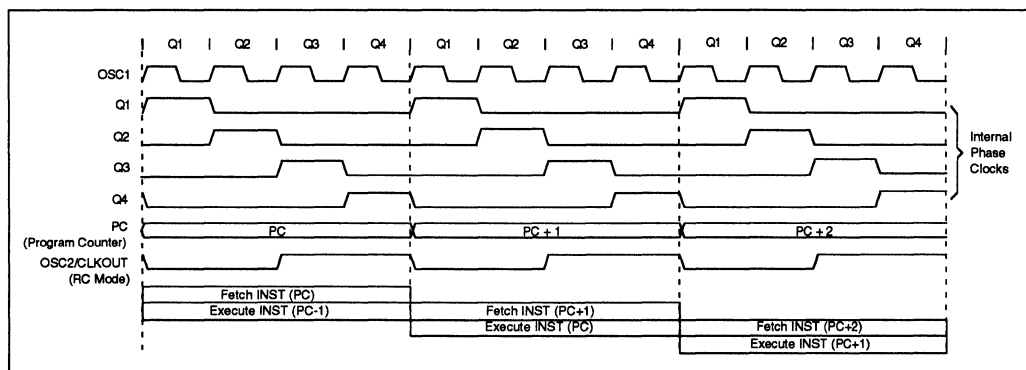 | Q1 | Q2 | Q3 | Q4 | Q1 | Q2 | Q3 | Q4 | Q1 | Q2 | Q3 | Q4 |
OSC1
Q1
Q2
Q3
Q4
Internal
Phase
Clocks
PC
(Program Counter)
PC
PC + 1
PC + 2
OSC2/CLKOUT
(RC Mode)
Fetch INST (PC)
Execute INST (PC-1)
Fetch INST (PC+1)
Execute INST (PC)
Fetch INST (PC+2)
Execute INST (PC+1)